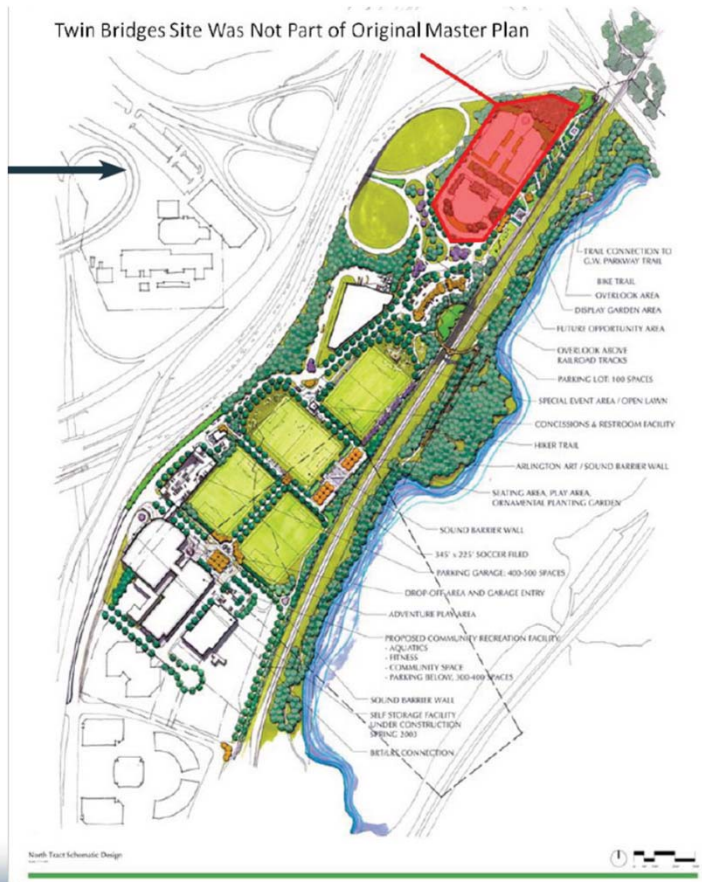 Twin Bridges Site Was Not Part of Original Master Plan
TRAIL CONNECTION TO
G.W. PARKWAY TRAIL
BIKE TRAIL
OVERLOOK AREA
DISPLAY GARDEN AREA
FUTURE OPPORTUNITY AREA
OVERLOOK ABOVE
RAILROAD TRACKS
PARKING LOT: 100 SPACES
SPECIAL EVENT AREA / OPEN LAWN
CONCESSIONS & RESTROOM FACILITY
HIKER TRAIL
ARLINGTON ART / SOUND BARRIER WALL
SEATING AREA, PLAY AREA,
ORNAMENTAL PLANTING GARDEN
SOUND BARRIER WALL
345' x 225' SOCCER FILED
PARKING GARAGE: 400-500 SPACES
DROP-OFF AREA AND GARAGE ENTRY
ADVENTURE PLAY AREA
PROPOSED COMMUNITY RECREATION FACILITY
- AQUATICS
- FITNESS
- COMMUNITY SPACE
- PARKING BELOW, 300-400 SPACES
SOUND BARRIER WALL
SELF STORAGE FACILITY
UNDER CONSTRUCTION
SPRING 2003
CONNECTION
North Tract Schematic Design